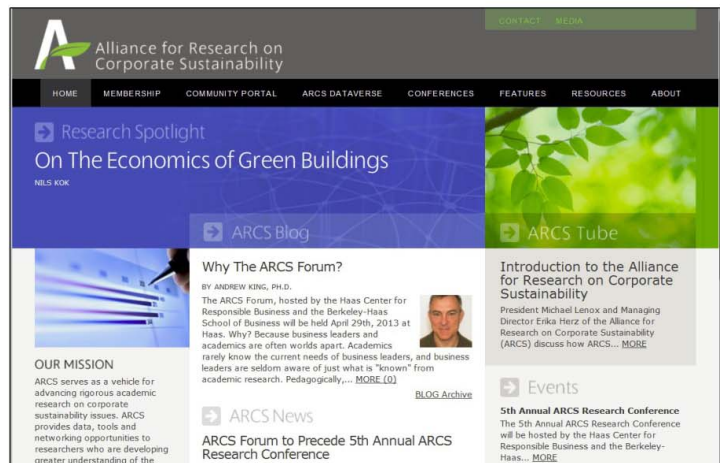 CONTACT MEDIA
Alliance for Research on
Corporate Sustainability
HOME MEMBERSHIP COMMUNITY PORTAL ARCS DATAVERSE CONFERENCES FEATURES RESOURCES ABOUT
Research Spotlight
On The Economics of Green Buildings
NILS KOK
ARCS Blog
Why The ARCS Forum?
BY ANDREW KING, PH.D.
The ARCS Forum, hosted by the Haas Center for
Responsible Business and the Berkeley-Haas
School of Business will be held April 29th, 2013 at
Haas. Why? Because business leaders and
academics are often worlds apart. Academics
rarely know the current needs of business leaders, and business
leaders are seldom aware of just what is "known" from
academic research. Pedagogically,... MORE (0)
BLOG Archive
ARCS Tube
Introduction to the Alliance
for Research on Corporate
Sustainability
President Michael Lenox and Managing
Director Erika Herz of the Alliance for
Research on Corporate Sustainability
(ARCS) discuss how ARCS... MORE
OUR MISSION
ARCS serves as a vehicle for
advancing rigorous academic
research on corporate
sustainability issues. ARCS
provides data, tools and
networking opportunities to
researchers who are developing
greater understanding of the
ARCS News
ARCS Forum to Precede 5th Annual ARCS
Research Conference
Events
5th Annual ARCS Research Conference
The 5th Annual ARCS Research Conference
will be hosted by the Haas Center for
Responsible Business and the Berkeley-
Haas... MORE